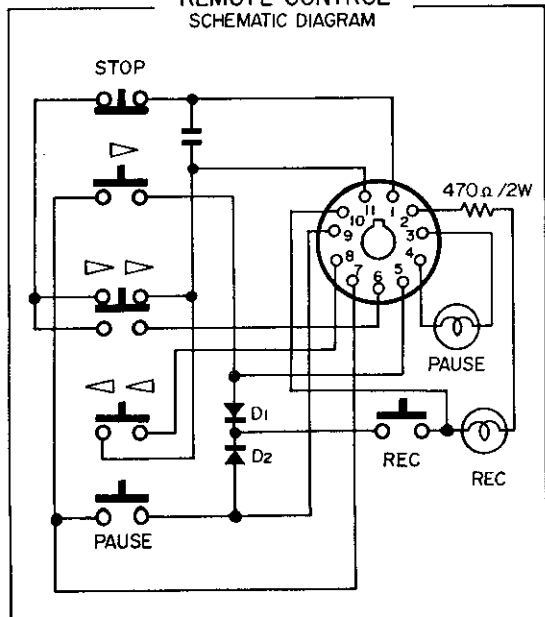 REMOTE CONTROL
SCHEMATIC DIAGRAM
STOP
470Ω/2W
11 1
10 2
9 3
8 4
7 6 5
PAUSE
D1
D2
REC
REC
PAUSE